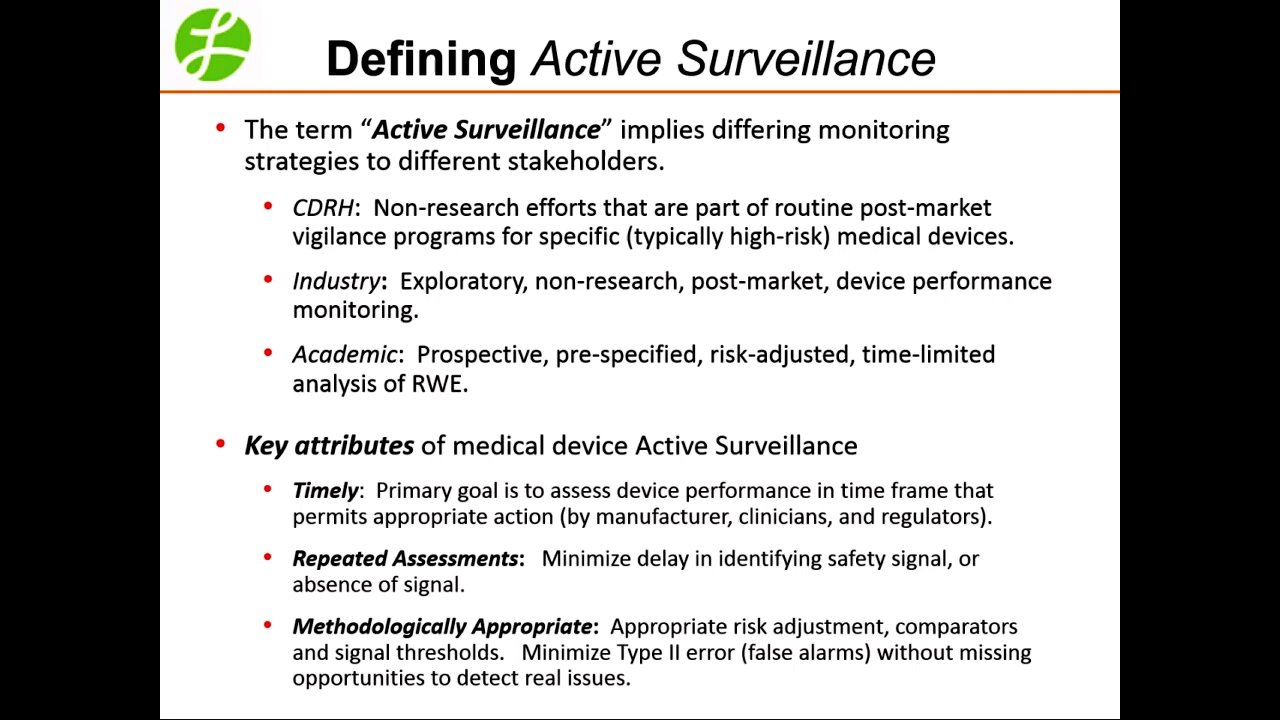 Defining Active Surveillance
• The term “Active Surveillance” implies differing monitoring
strategies to different stakeholders.
• CDRH: Non-research efforts that are part of routine post-market
vigilance programs for specific (typically high-risk) medical devices.
• Industry: Exploratory, non-research, post-market, device performance
monitoring.
• Academic: Prospective, pre-specified, risk-adjusted, time-limited
analysis of RWE.
• Key attributes of medical device Active Surveillance
• Timely: Primary goal is to assess device performance in time frame that
permits appropriate action (by manufacturer, clinicians, and regulators).
• Repeated Assessments: Minimize delay in identifying safety signal, or
absence of signal.
• Methodologically Appropriate: Appropriate risk adjustment, comparators
and signal thresholds. Minimize Type II error (false alarms) without missing
opportunities to detect real issues.